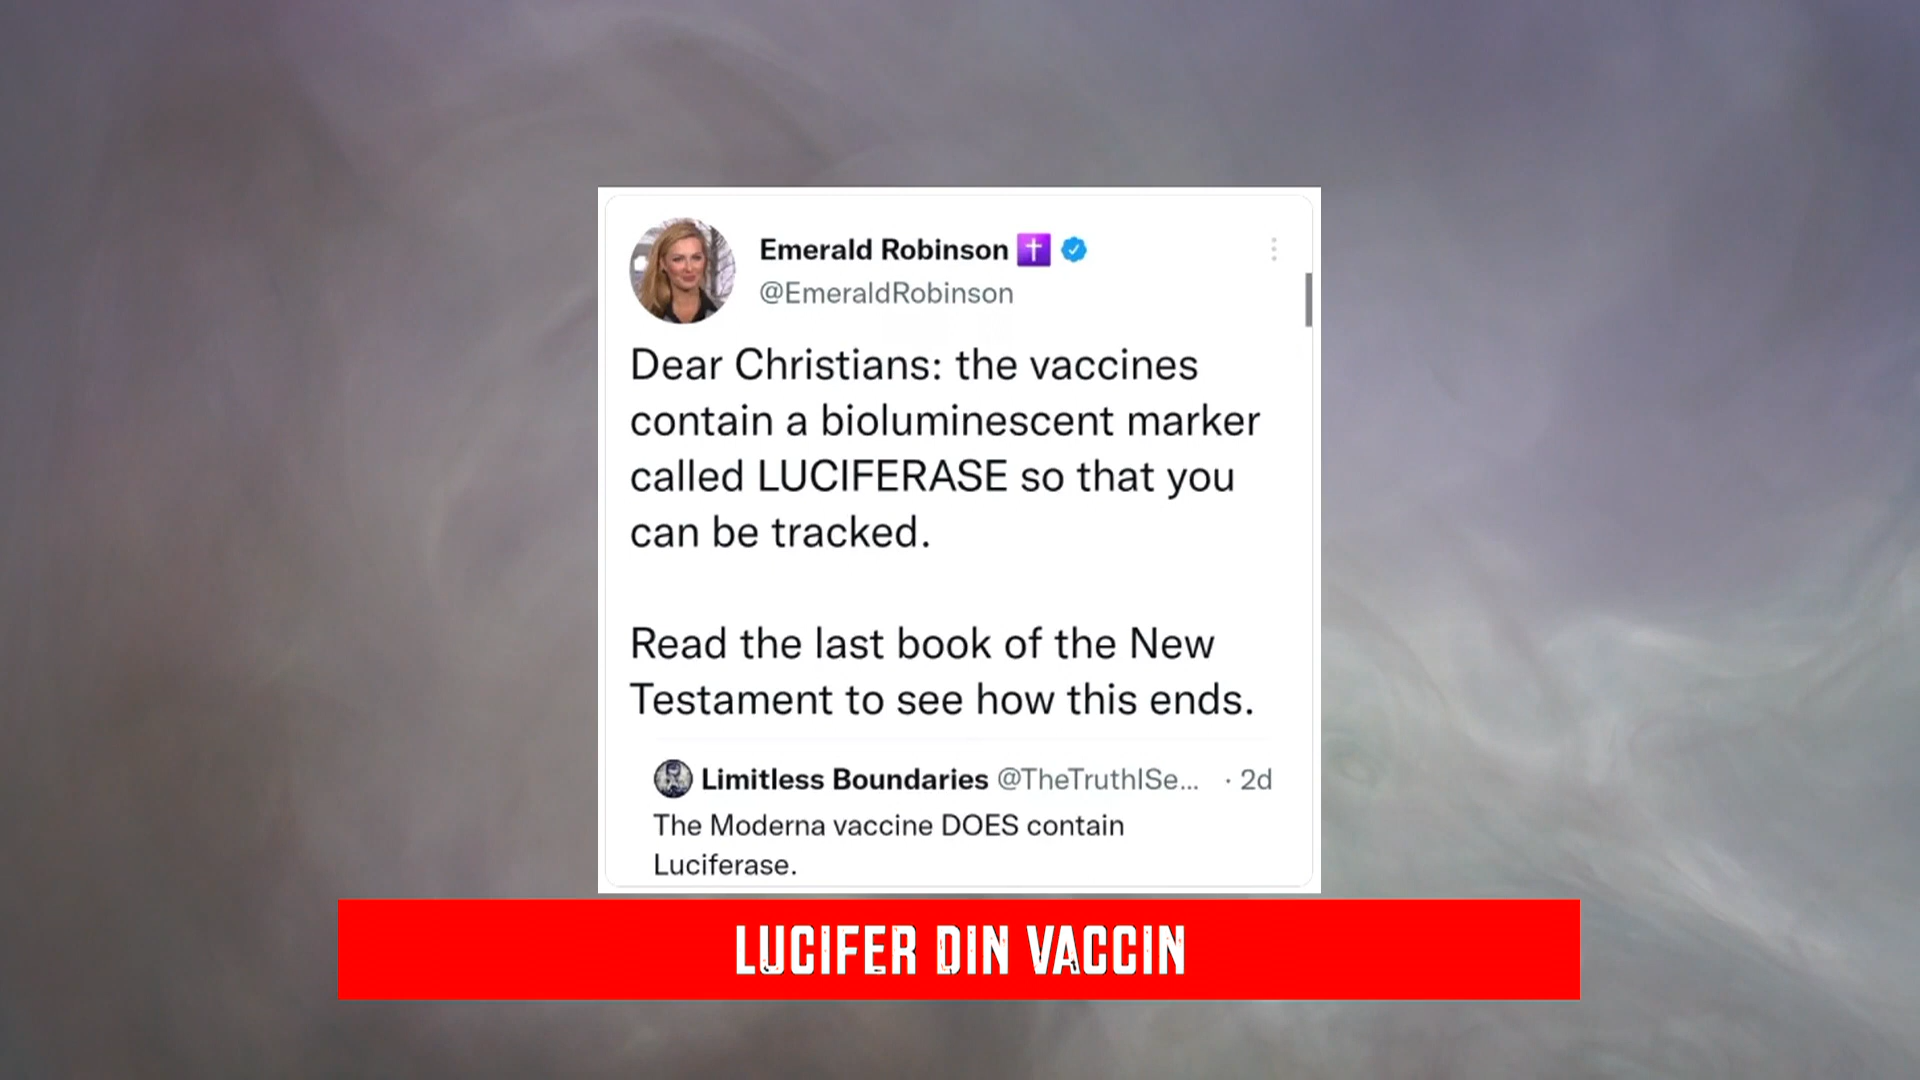 Emerald Robinson ✝️
@EmeraldRobinson
Dear Christians: the vaccines
contain a bioluminescent marker
called LUCIFERASE so that you
can be tracked.
Read the last book of the New
Testament to see how this ends.
Limitless Boundaries @TheTruthISe... · 2d
The Moderna vaccine DOES contain
Luciferase.
LUCIFER DIN VACCIN